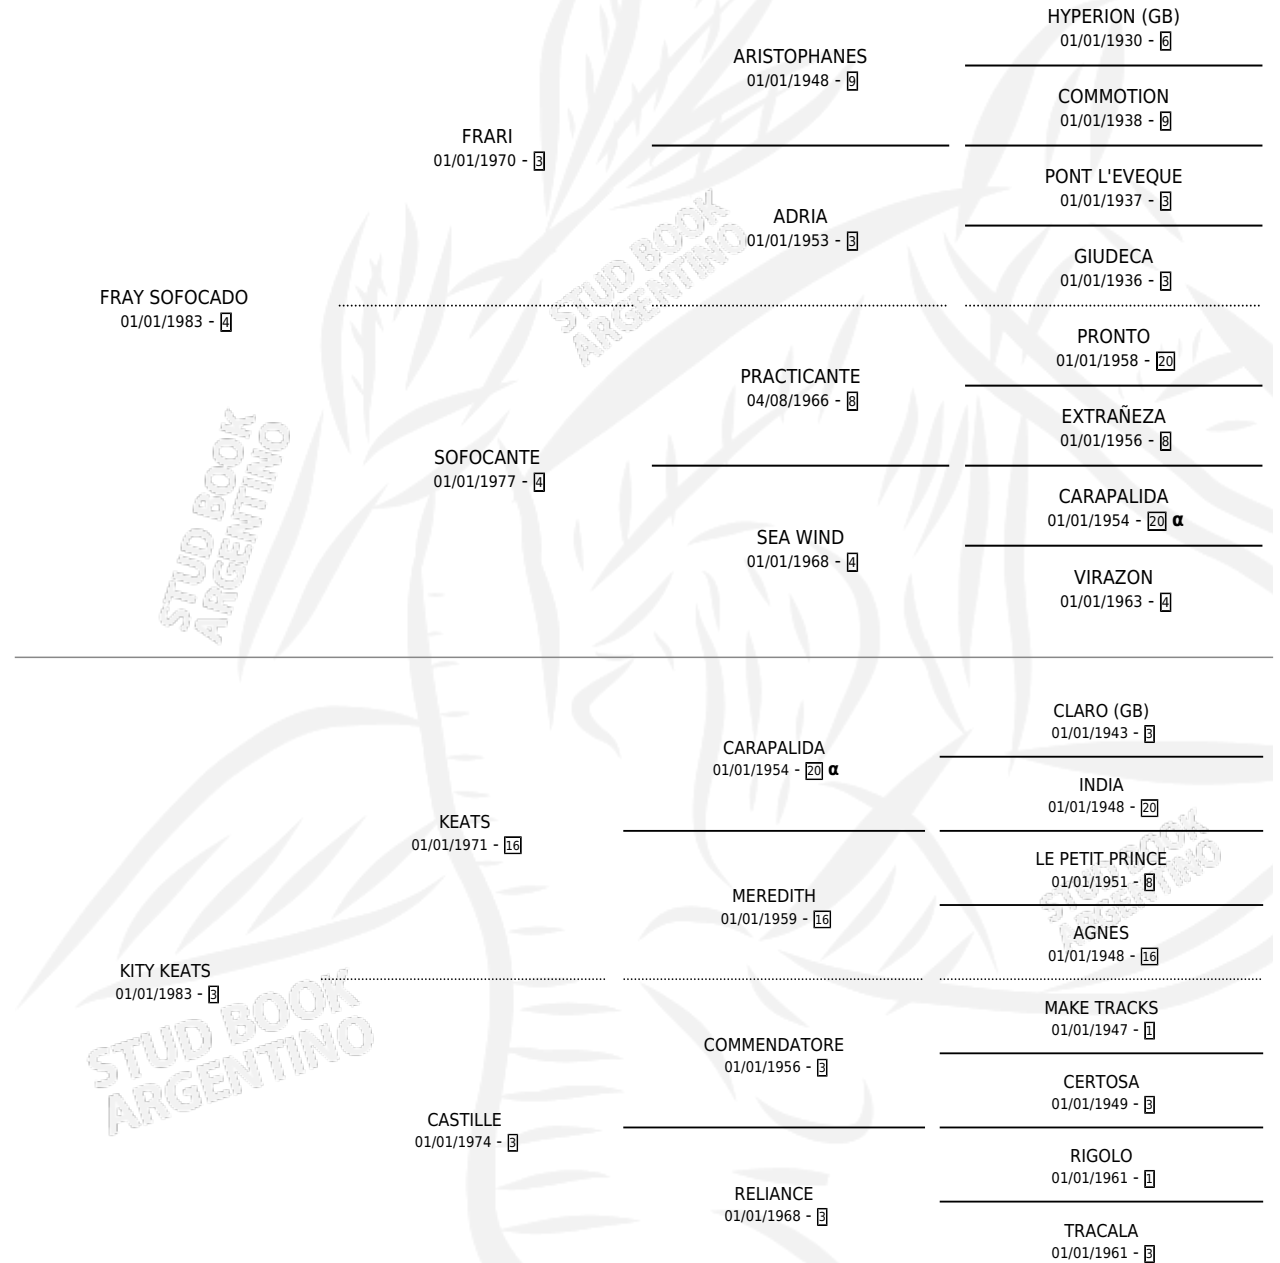 HYPERION (GB)
01/01/1930 - 6
ARISTOPHANES
01/01/1948 - 9
COMMOTION
01/01/1938 - 9
FRARI
01/01/1970 - 3
PONT L'EVEQUE
01/01/1937 - 3
ADRIA
01/01/1953 - 3
GIUDECA
01/01/1936 - 3
FRAY SOFOCADO
01/01/1983 - 4
PRONTO
01/01/1958 - 20
PRACTICANTE
04/08/1966 - 8
EXTRAÑEZA
01/01/1956 - 8
SOFOCANTE
01/01/1977 - 4
CARAPALIDA
01/01/1954 - 20 α
SEA WIND
01/01/1968 - 4
VIRAZON
01/01/1963 - 4
CLARO (GB)
01/01/1943 - 3
CARAPALIDA
01/01/1954 - 20 α
INDIA
01/01/1948 - 20
KEATS
01/01/1971 - 16
LE PETIT PRINCE
01/01/1951 - 8
MEREDITH
01/01/1959 - 16
AGNES
01/01/1948 - 16
KITY KEATS
01/01/1983 - 3
MAKE TRACKS
01/01/1947 - 1
COMMENDATORE
01/01/1956 - 3
CERTOSA
01/01/1949 - 3
CASTILLE
01/01/1974 - 3
RIGOLO
01/01/1961 - 1
RELIANCE
01/01/1968 - 3
TRACALA
01/01/1961 - 3
STUD BOOK
ARGENTINO
STUD BOOK
ARGENTINO
STUD BOOK
ARGENTINO
STUD BOOK
ARGENTINO